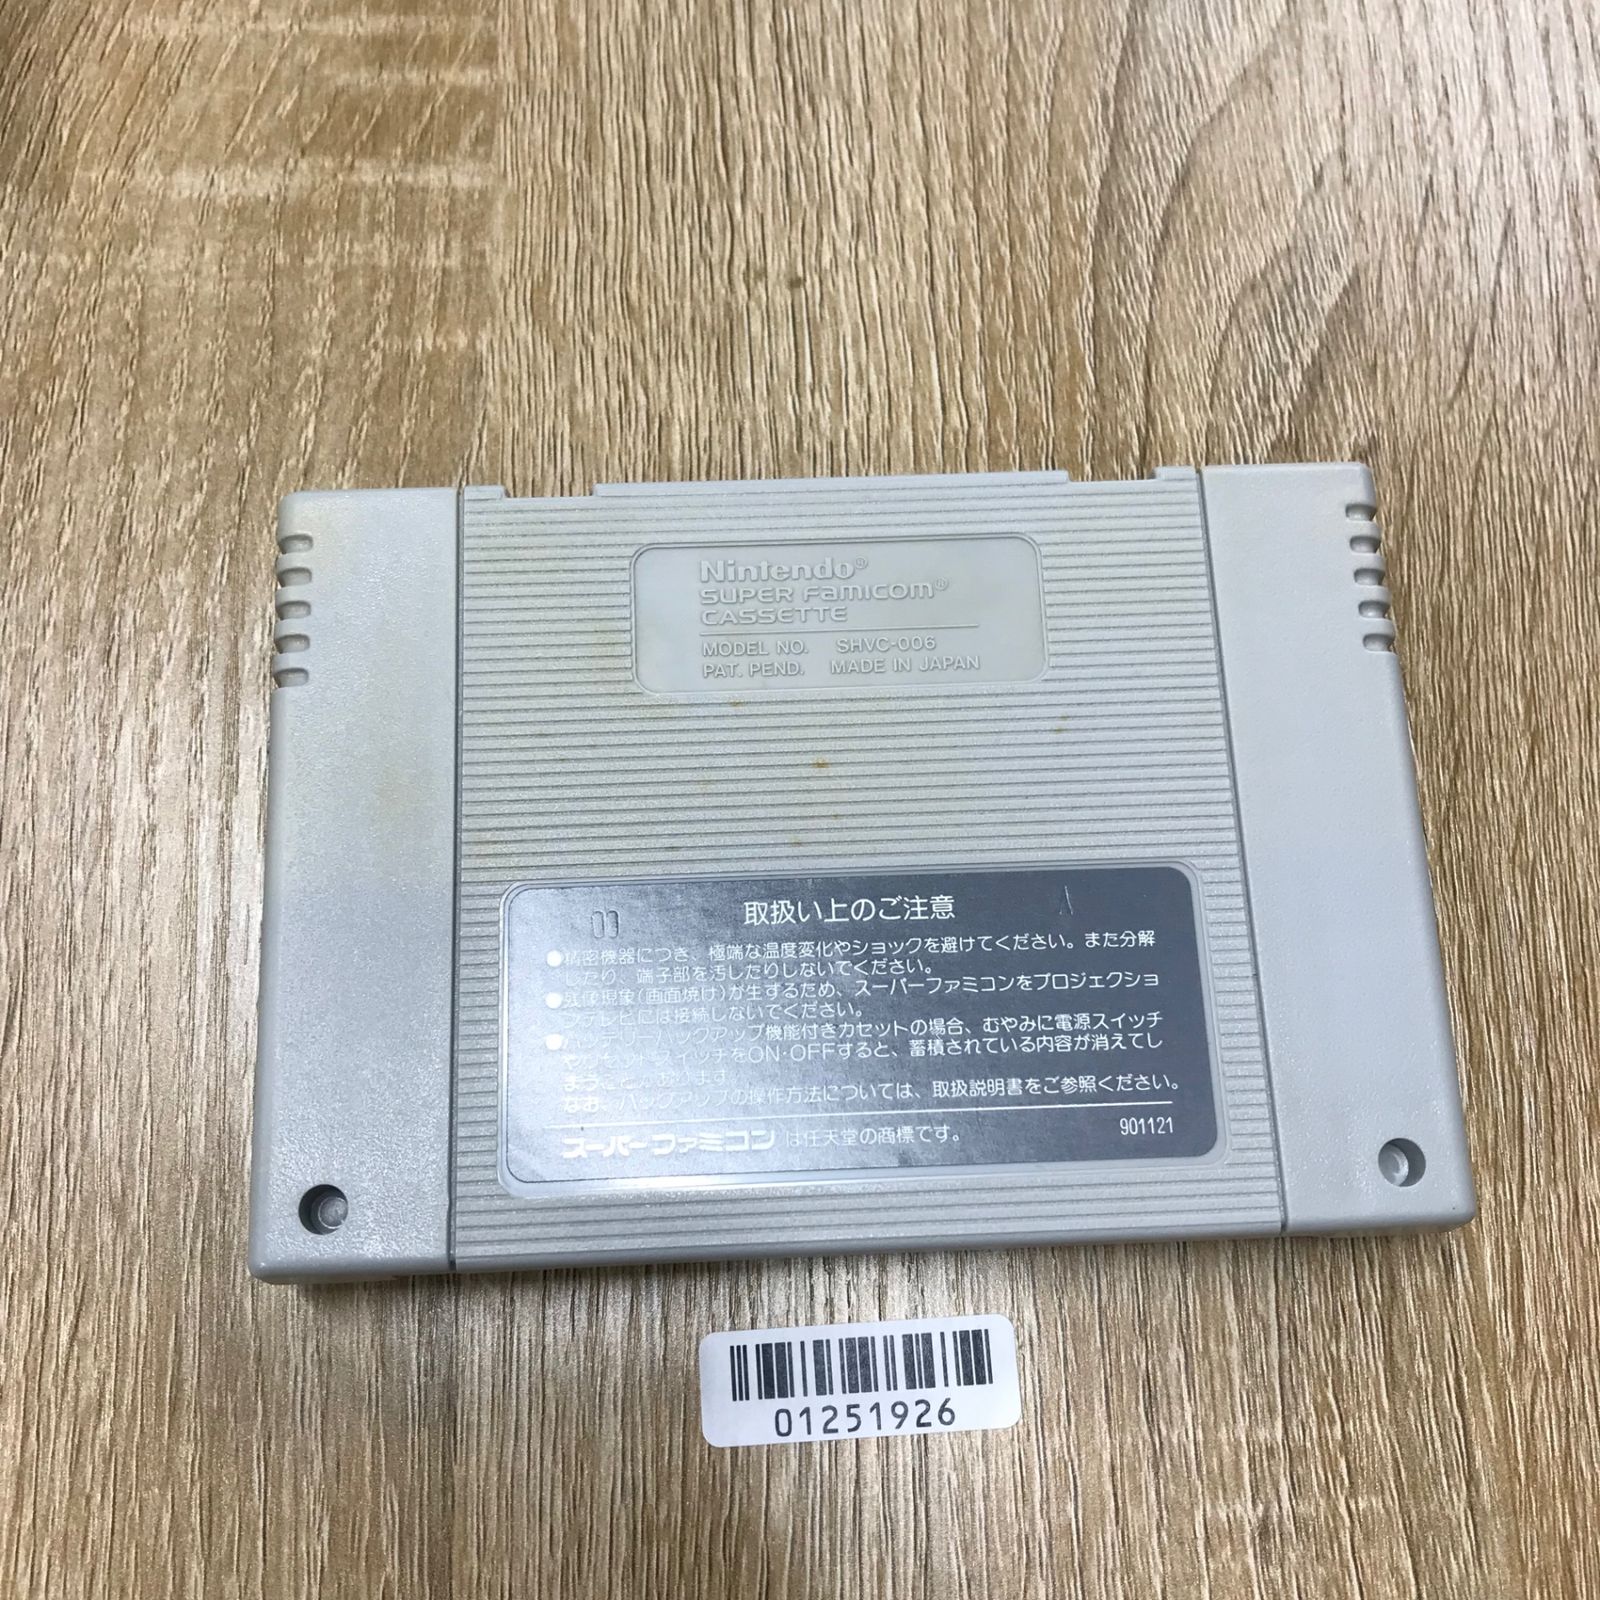 Nintendo®
SUPER FAMICOM®
CASSETTE
MODEL NO. SHVC-006
PAT. PEND. MADE IN JAPAN
取扱い上のご注意
●精密機器につき、極端な温度変化やショックを避けてください。また分解
したり、端子部を汚したりしないでください。
●残像現象(画面焼け)が生ずるため、スーパーファミコンをプロジェクショ
ンテレビには接続しないでください。
●バッテリーバックアップ機能付きカセットの場合、むやみに電源スイッチ
やリセットスイッチをON·OFFすると、蓄積されている内容が消えてし
まうことがあります。
なお、バックアップの操作方法については、取扱説明書をご参照ください。
スーパーファミコンは任天堂の商標です。
901121
01251926